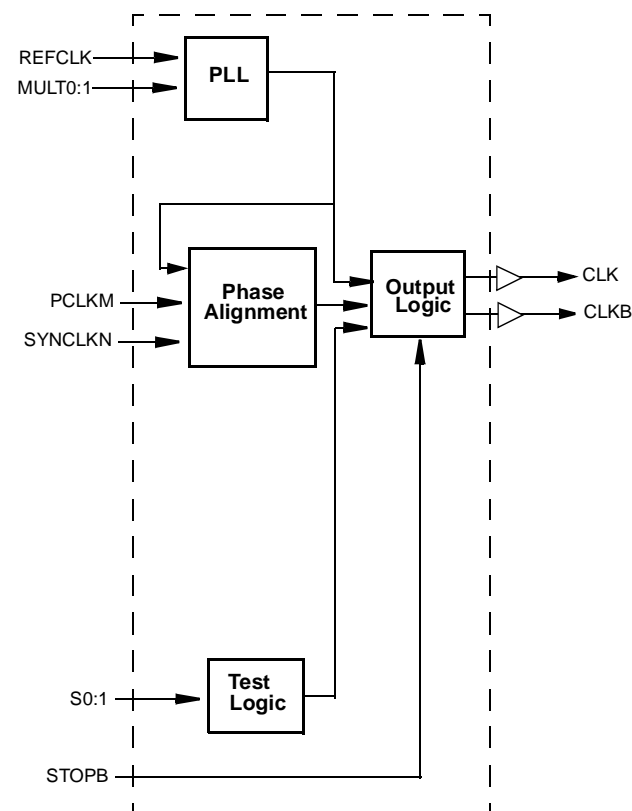 REFCLK
MULT0:1
PLL
PCLKM
SYNCLKN
Phase
Alignment
Output
Logic
CLK
CLKB
S0:1
Test
Logic
STOPB